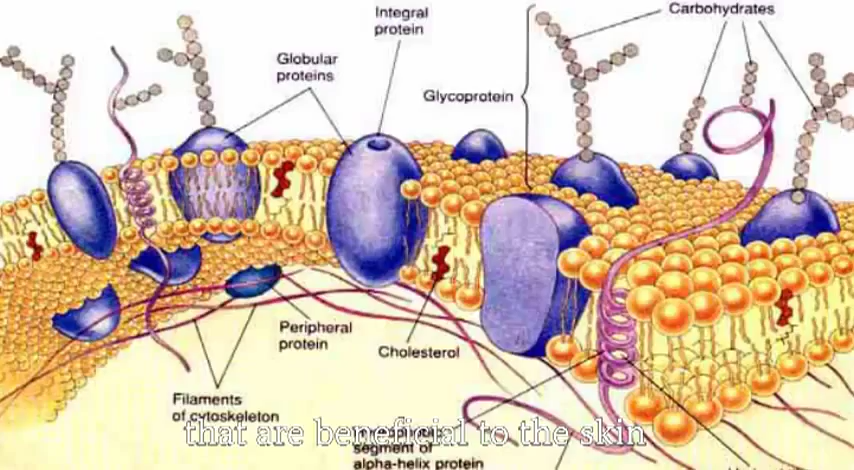 Integral
protein
Carbohydrates
Globular
proteins
Glycoprotein
Peripheral
protein
Cholesterol
Filaments
of cytoskeleton
that are beneficial to the skin
segment of
alpha-helix protein